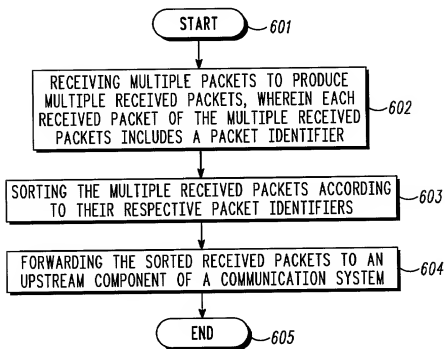 START
601
RECEIVING MULTIPLE PACKETS TO PRODUCE
MULTIPLE RECEIVED PACKETS, WHEREIN EACH
RECEIVED PACKET OF THE MULTIPLE RECEIVED
PACKETS INCLUDES A PACKET IDENTIFIER
602
SORTING THE MULTIPLE RECEIVED PACKETS ACCORDING
TO THEIR RESPECTIVE PACKET IDENTIFIERS
603
FORWARDING THE SORTED RECEIVED PACKETS TO AN
UPSTREAM COMPONENT OF A COMMUNICATION SYSTEM
604
END
605